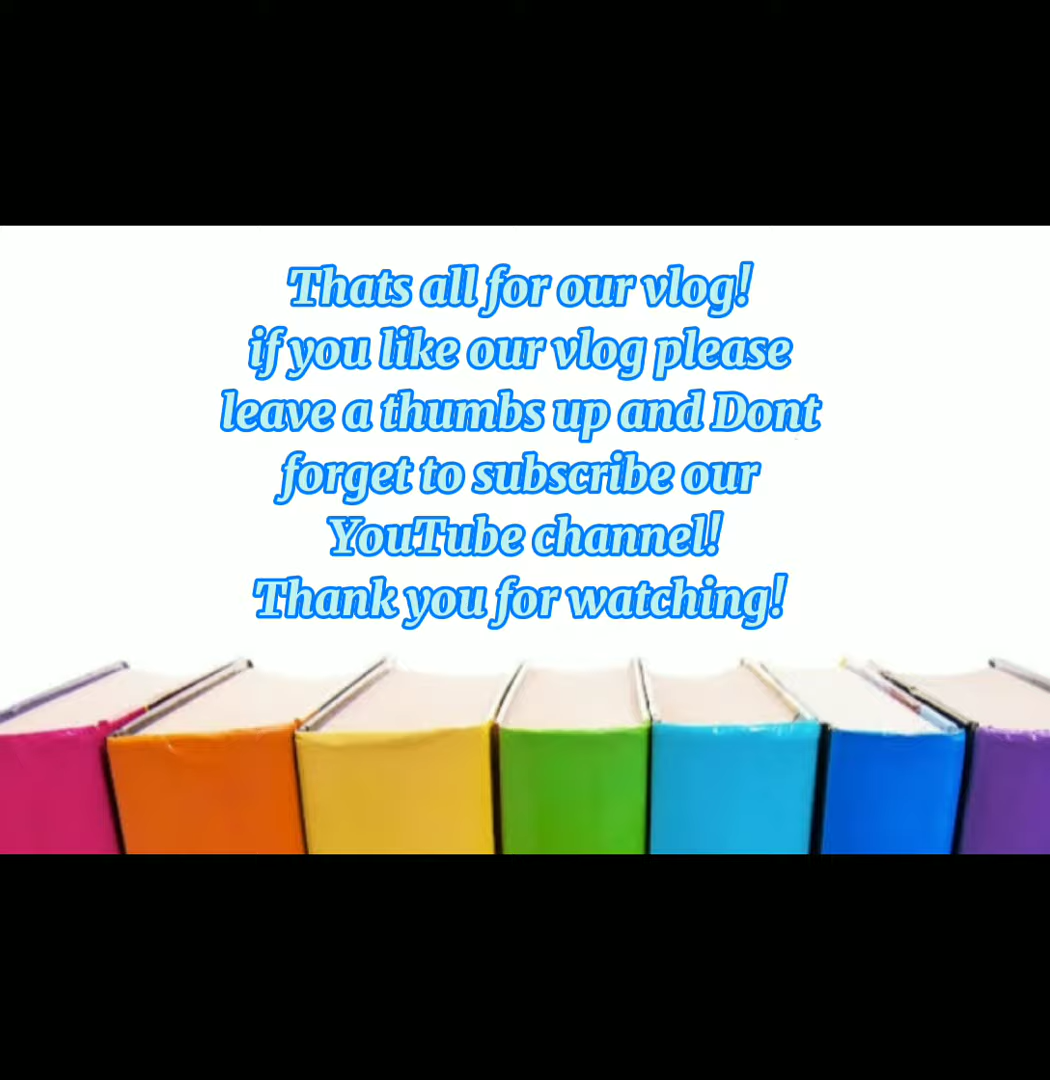 Thats all for our vlog!
if you like our vlog please
leave a thumbs up and Dont
forget to subscribe our
YouTube channel!
Thank you for watching!